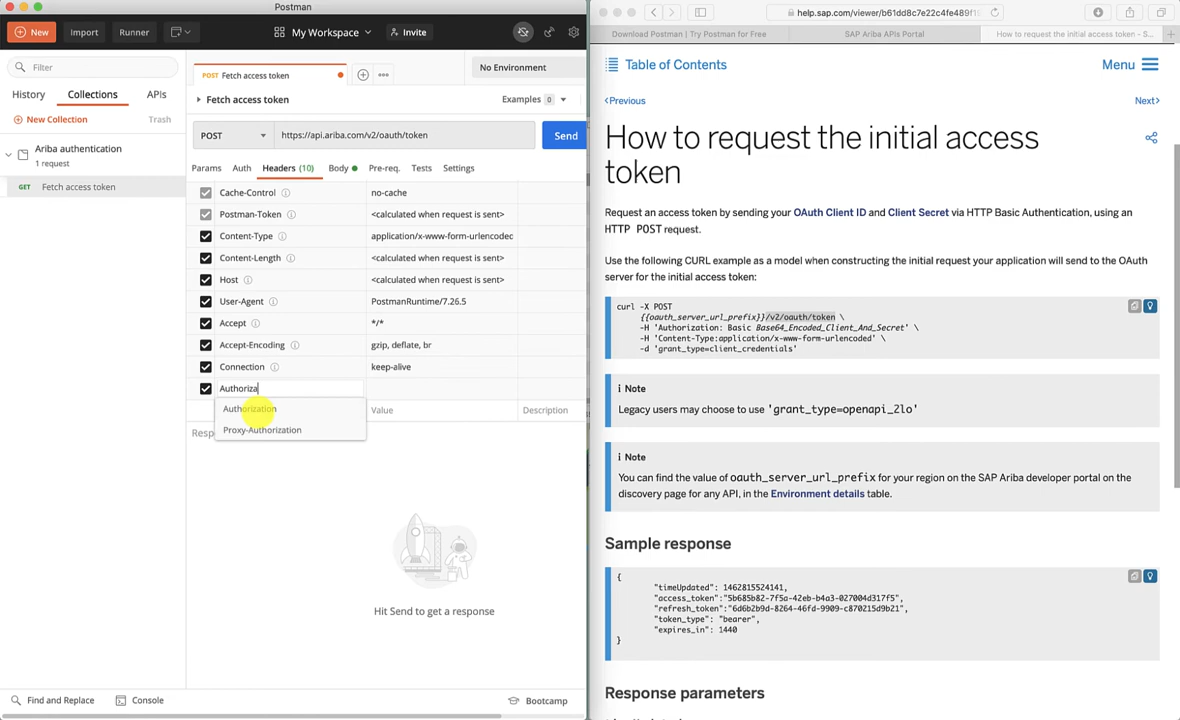 Postman
New
Import
Runner
My Workspace
Invite
Filter
History
Collections
APIs
New Collection
Trash
Ariba authentication
1 request
GET Fetch access token
POST Fetch access token
No Environment
Fetch access token
Examples 0
POST
https://api.ariba.com/v2/oauth/token
Send
Params
Auth
Headers (10)
Body
Pre-req.
Tests
Settings
Cache-Control no-cache
Postman-Token <calculated when request is sent>
Content-Type application/x-www-form-urlencoded
Content-Length <calculated when request is sent>
Host <calculated when request is sent>
User-Agent PostmanRuntime/7.26.5
Accept */*
Accept-Encoding gzip, deflate, br
Connection keep-alive
Authoriza
Authorization
Value
Description
Proxy-Authorization
Resp
Hit Send to get a response
Find and Replace
Console
Bootcamp
help.sap.com/viewer/b61dd8c7e22c4fe489f1
Download Postman | Try Postman for Free
SAP Ariba APIs Portal
How to request the initial access token - S...
Table of Contents
Menu
Previous
Next
How to request the initial access
token
Request an access token by sending your OAuth Client ID and Client Secret via HTTP Basic Authentication, using an
HTTP POST request.
Use the following CURL example as a model when constructing the initial request your application will send to the OAuth
server for the initial access token:
curl -X POST
{{oauth_server_url_prefix}}/v2/oauth/token \
-H 'Authorization: Basic Base64_Encoded_Client_And_Secret' \
-H 'Content-Type:application/x-www-form-urlencoded' \
-d 'grant_type=client_credentials'
i Note
Legacy users may choose to use 'grant_type=openapi_2lo'
i Note
You can find the value of oauth_server_url_prefix for your region on the SAP Ariba developer portal on the
discovery page for any API, in the Environment details table.
Sample response
{
"timeUpdated": 1462815524141,
"access_token":"5b685b82-7f5a-42eb-b4a3-027004d317f5",
"refresh_token":"6d6b2b9d-8264-46fd-9909-c870215d9b21",
"token_type": "bearer",
"expires_in": 1440
}
Response parameters